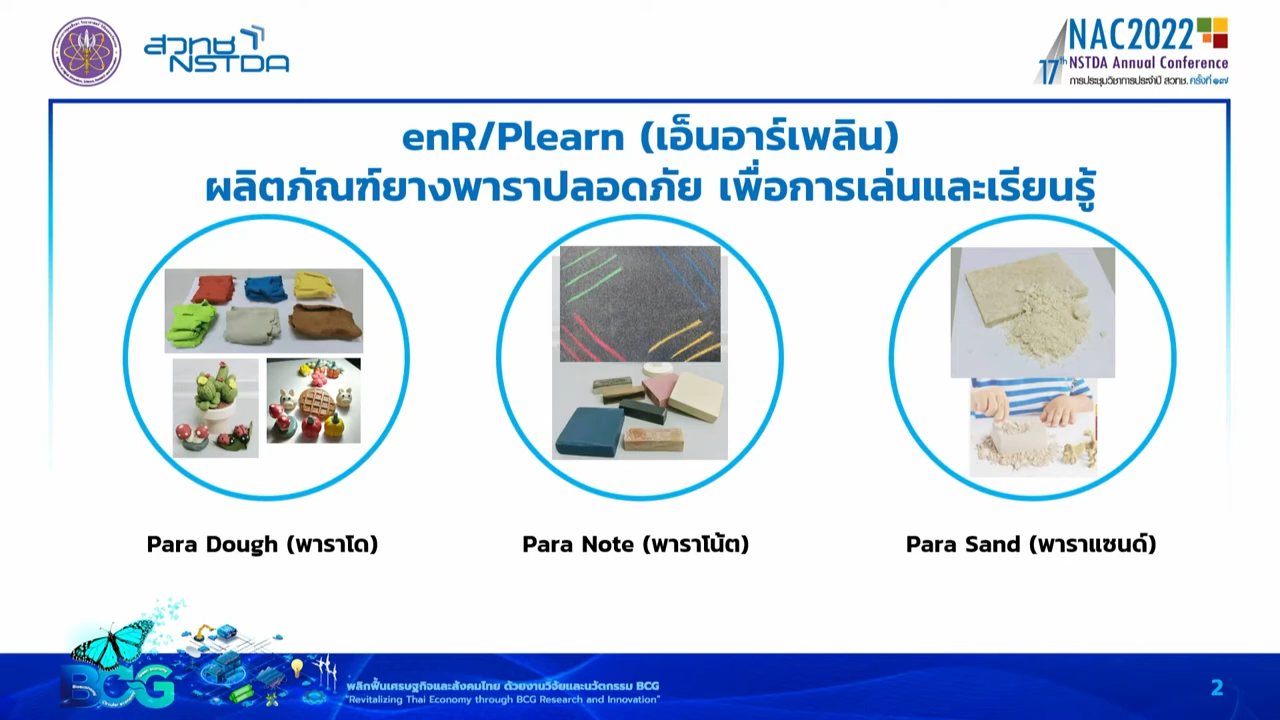 สวทช
NSTDA
NAC2022
17th NSTDA Annual Conference
การประชุมวิชาการประจำปี สวทช. ครั้งที่ ๑๗
enR/Plearn (เอ็นอาร์เพลิน)
ผลิตภัณฑ์ยางพาราปลอดภัย เพื่อการเล่นและเรียนรู้
Para Dough (พาราโด)
Para Note (พาราโน้ต)
Para Sand (พาราแซนด์)
BCG
พลิกฟื้นเศรษฐกิจและสังคมไทย ด้วยงานวิจัยและนวัตกรรม BCG
"Revitalizing Thai Economy through BCG Research and Innovation"
2